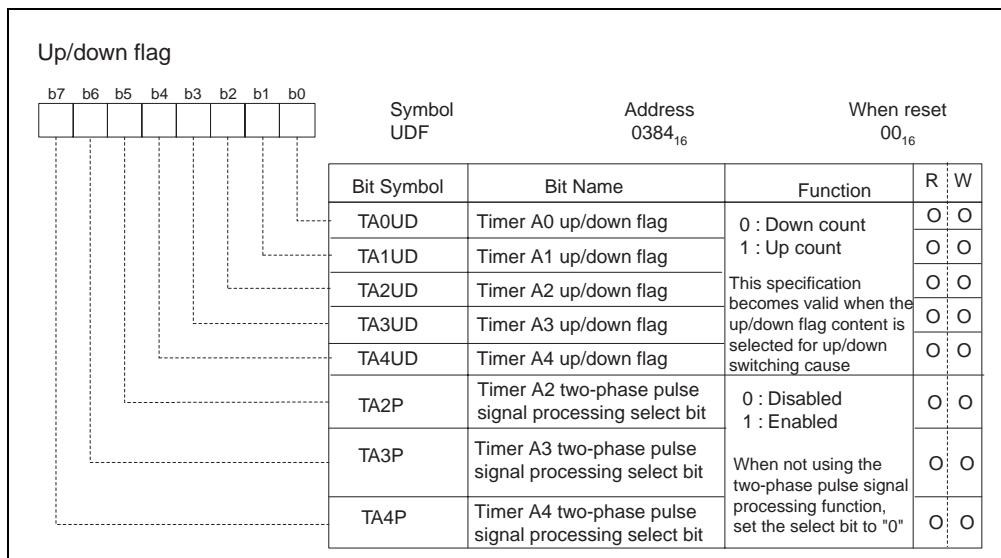 Up/down flag
b7 b6 b5 b4 b3 b2 b1 b0
Symbol Address When reset
UDF 0384₁₆ 00₁₆
Bit Symbol Bit Name Function R W
TA0UD Timer A0 up/down flag O O
TA1UD Timer A1 up/down flag O O
TA2UD Timer A2 up/down flag O O
TA3UD Timer A3 up/down flag O O
TA4UD Timer A4 up/down flag O O
0 : Down count
1 : Up count
This specification
becomes valid when the
up/down flag content is
selected for up/down
switching cause
TA2P Timer A2 two-phase pulse
signal processing select bit O O
TA3P Timer A3 two-phase pulse
signal processing select bit O O
TA4P Timer A4 two-phase pulse
signal processing select bit O O
0 : Disabled
1 : Enabled
When not using the
two-phase pulse signal
processing function,
set the select bit to "0"